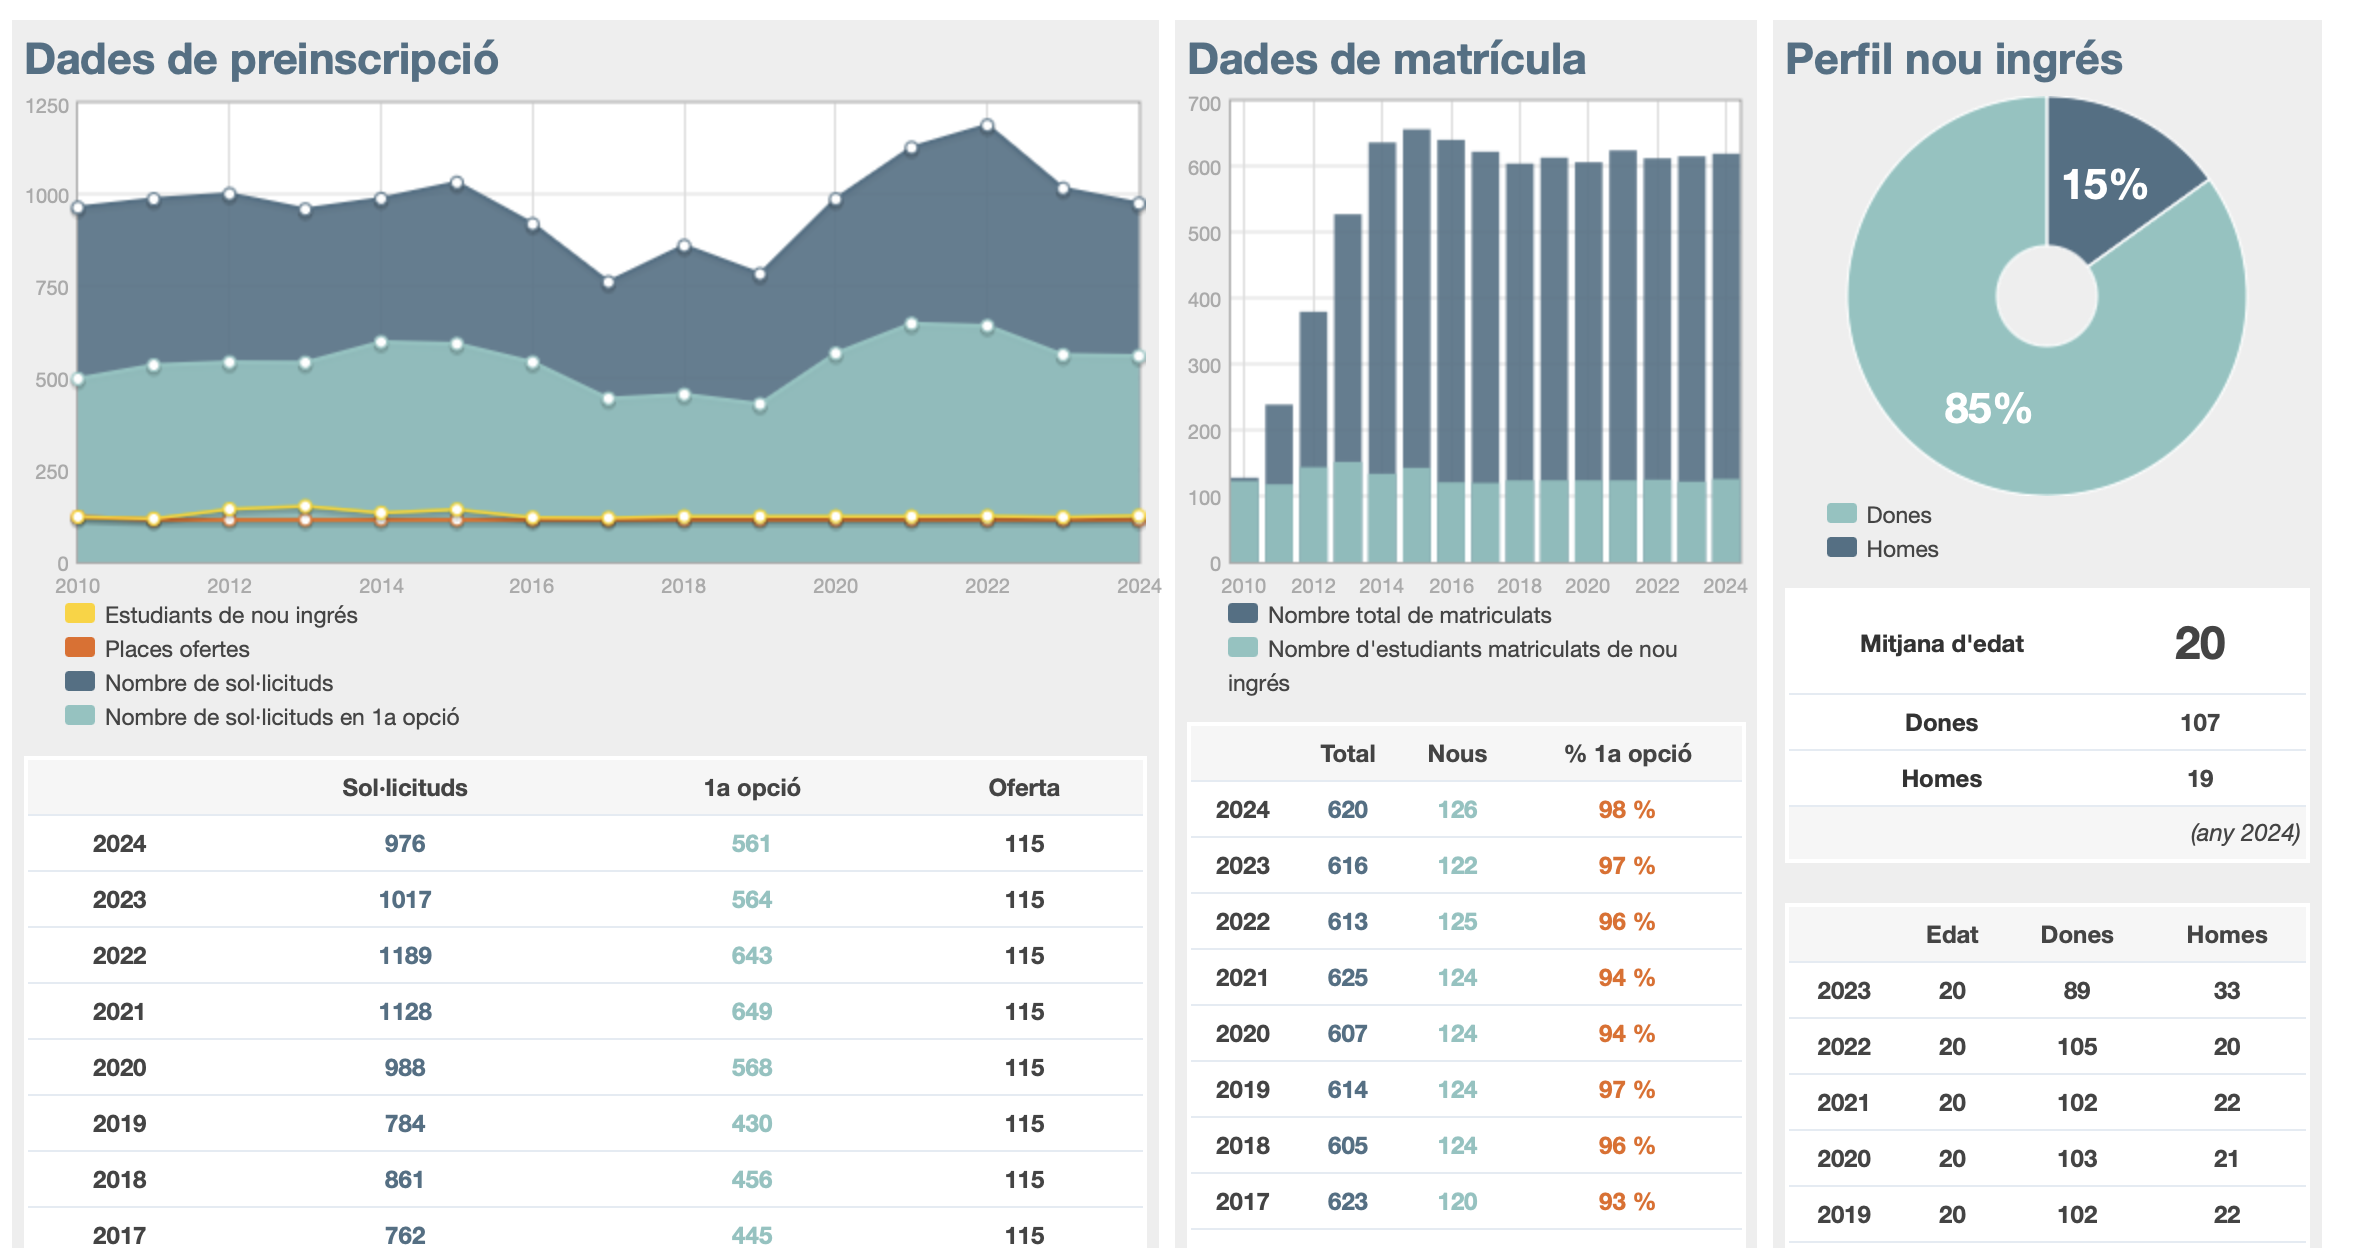 Dades de preinscripció
1250
1000
750
500
250
0
2010 2012 2014 2016 2018 2020 2022 2024
Estudiants de nou ingrés
Places ofertes
Nombre de sol·licituds
Nombre de sol·licituds en 1a opció
Sol·licituds 1a opció Oferta
2024 976 561 115
2023 1017 564 115
2022 1189 643 115
2021 1128 649 115
2020 988 568 115
2019 784 430 115
2018 861 456 115
2017 762 445 115
Dades de matrícula
700
600
500
400
300
200
100
0
2010 2012 2014 2016 2018 2020 2022 2024
Nombre total de matriculats
Nombre d'estudiants matriculats de nou
ingrés
Total Nous % 1a opció
2024 620 126 98 %
2023 616 122 97 %
2022 613 125 96 %
2021 625 124 94 %
2020 607 124 94 %
2019 614 124 97 %
2018 605 124 96 %
2017 623 120 93 %
Perfil nou ingrés
15%
85%
Dones
Homes
Mitjana d'edat 20
Dones 107
Homes 19
(any 2024)
Edat Dones Homes
2023 20 89 33
2022 20 105 20
2021 20 102 22
2020 20 103 21
2019 20 102 22